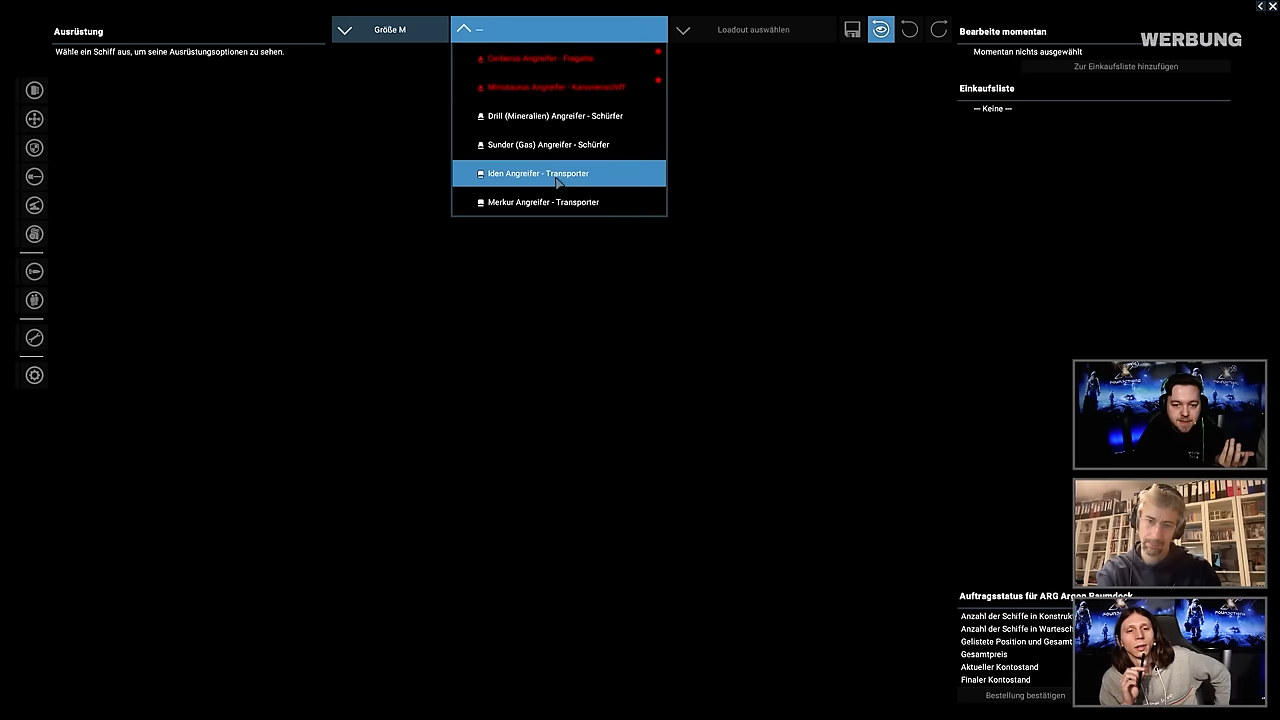 Ausrüstung
Wähle ein Schiff aus, um seine Ausrüstungsoptionen zu sehen.
Größe M
---
Cerberus Angreifer - Fregatte
Minotaurus Angreifer - Kanonenschiff
Drill (Mineralien) Angreifer - Schürfer
Sunder (Gas) Angreifer - Schürfer
Iden Angreifer - Transporter
Merkur Angreifer - Transporter
Loadout auswählen
Bearbeite momentan
WERBUNG
Momentan nichts ausgewählt
Zur Einkaufsliste hinzufügen
Einkaufsliste
--- Keine ---
Auftragsstatus für ARG Argon Raumdock
Anzahl der Schiffe in Konstruk
Anzahl der Schiffe in Wartesch
Gelistete Position und Gesamt
Gesamtpreis
Aktueller Kontostand
Finaler Kontostand
Bestellung bestätigen